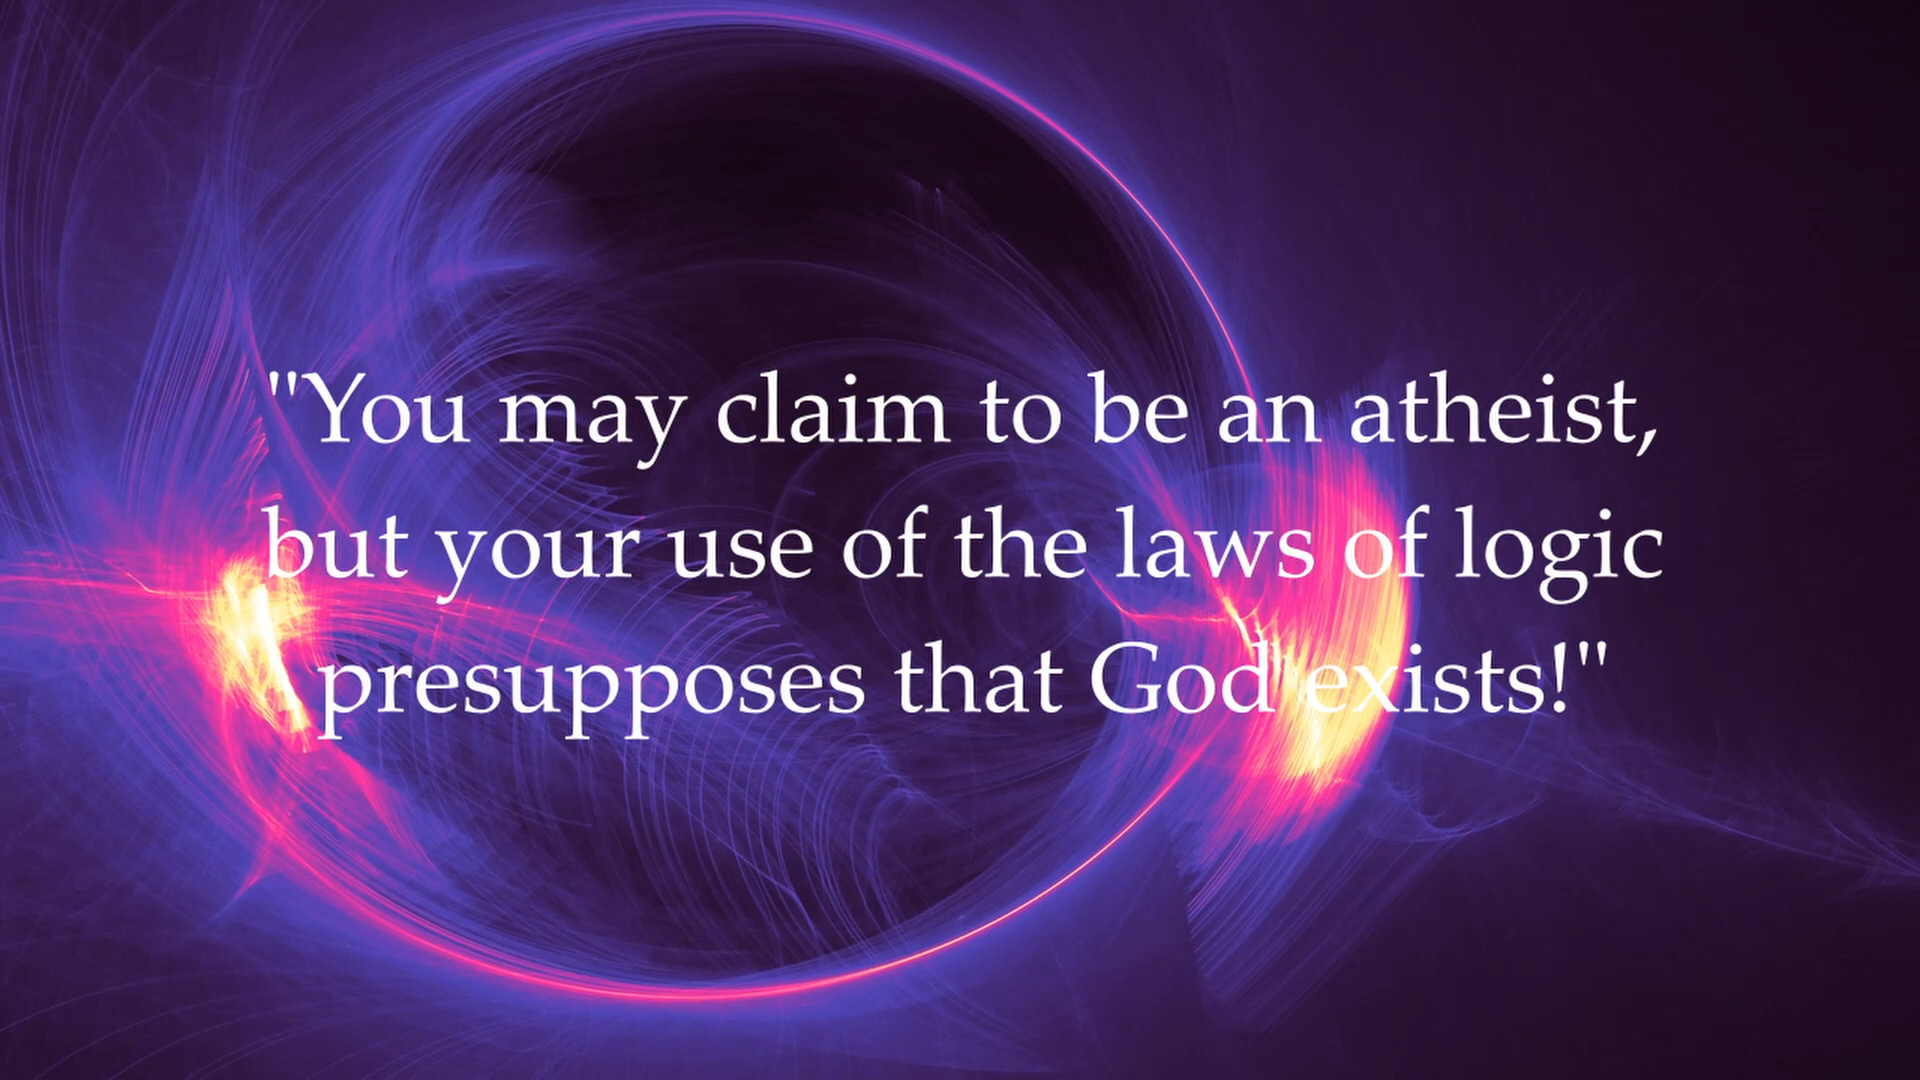 "You may claim to be an atheist,
but your use of the laws of logic
presupposes that God exists!"